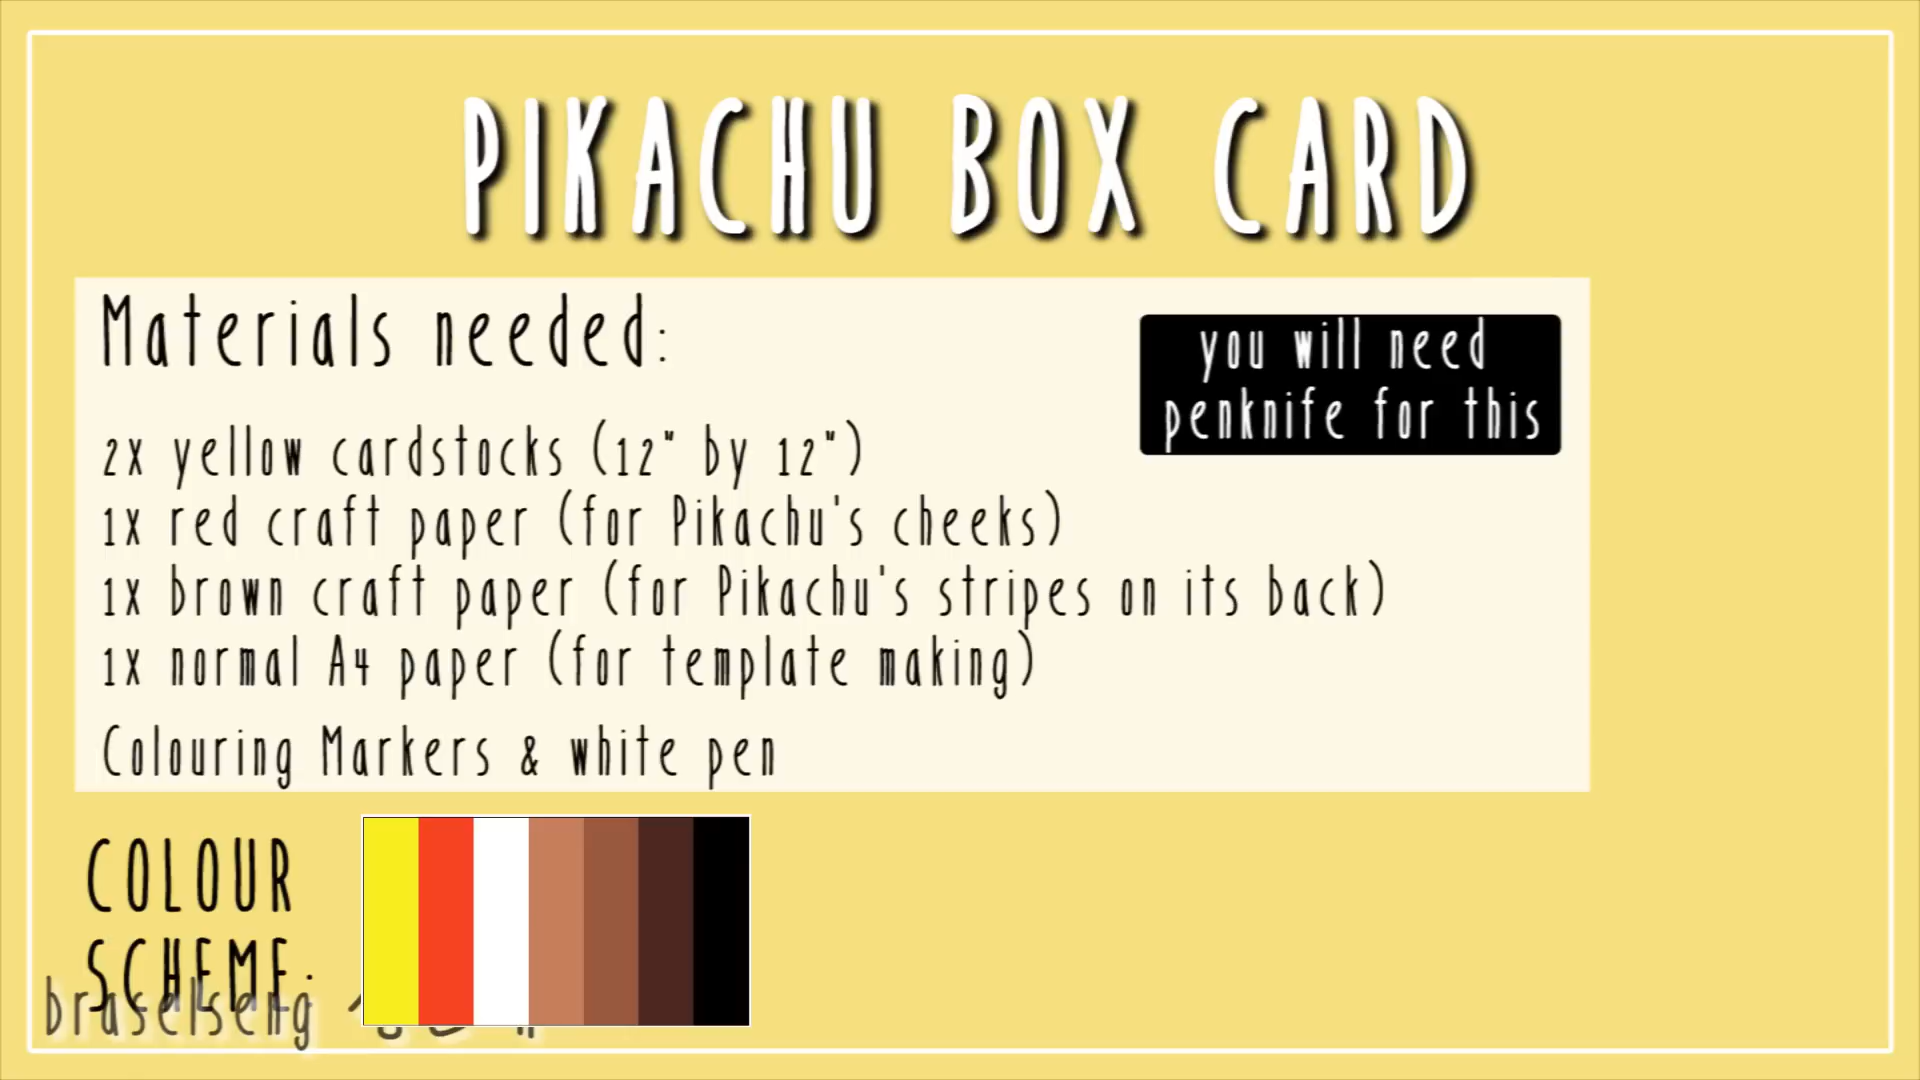 PIKACHU BOX CARD
Materials needed:
you will need
penknife for this
2x yellow cardstocks (12" by 12")
1x red craft paper (for Pikachu's cheeks)
1x brown craft paper (for Pikachu's stripes on its back)
1x normal A4 paper (for template making)
Colouring Markers & white pen
COLOUR
SCHEME:
braselseng